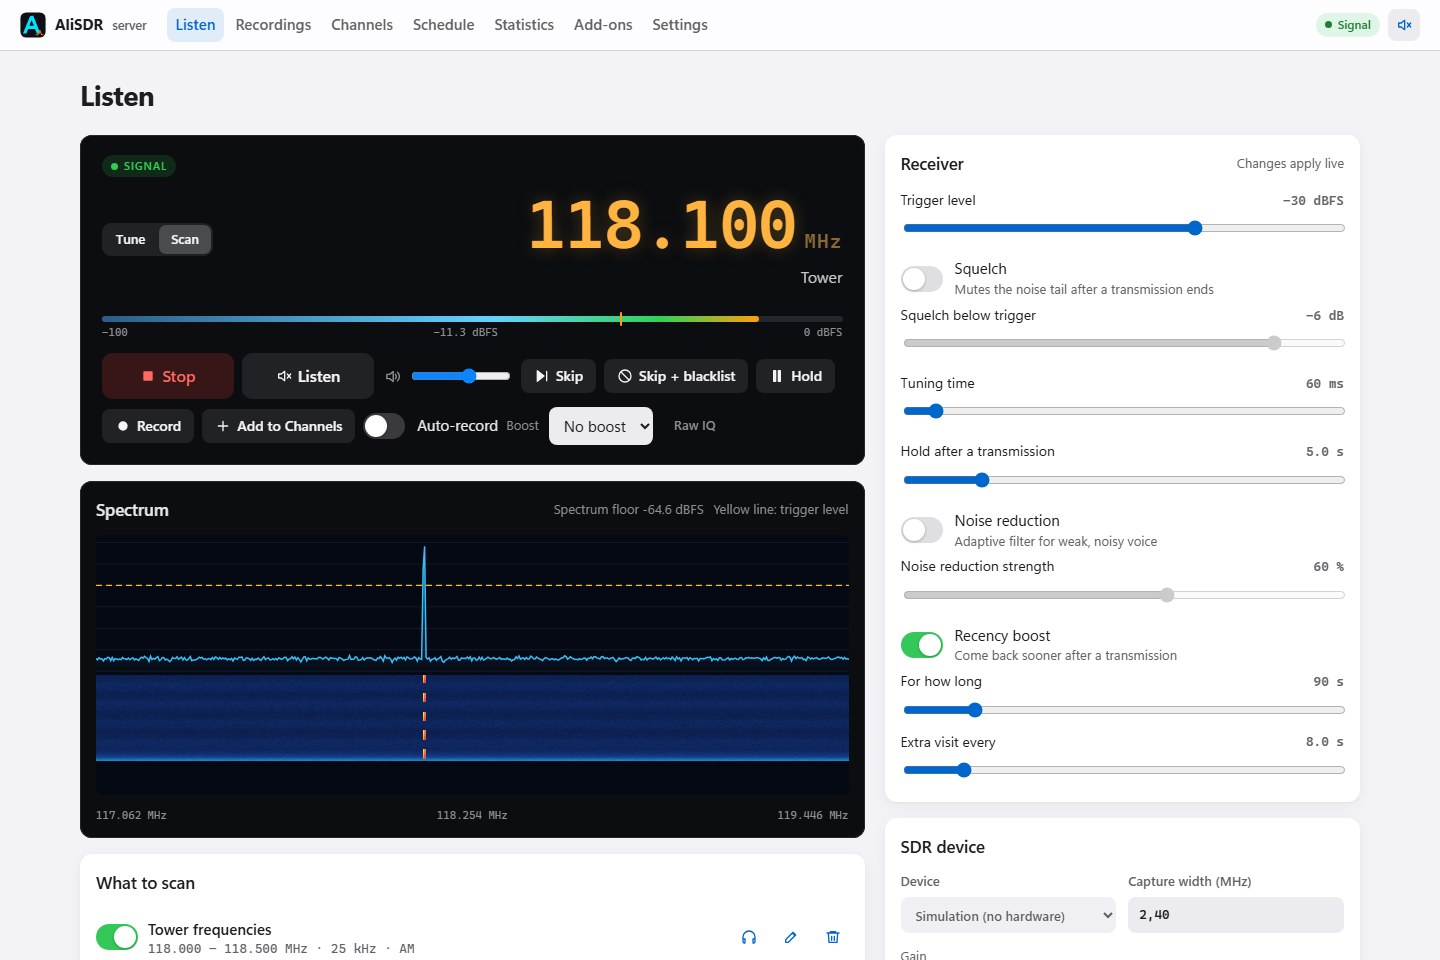 AliSDR server Listen Recordings Channels Schedule Statistics Add-ons Settings Signal
Listen
SIGNAL
118.100 MHz
Tune Scan
Tower
−100 −11.3 dBFS 0 dBFS
Stop Listen Skip Skip + blacklist Hold
Record Add to Channels Auto-record Boost No boost Raw IQ
Spectrum Spectrum floor -64.6 dBFS Yellow line: trigger level
117.062 MHz 118.254 MHz 119.446 MHz
What to scan
Tower frequencies
118.000 – 118.500 MHz · 25 kHz · AM
Receiver Changes apply live
Trigger level −30 dBFS
Squelch
Mutes the noise tail after a transmission ends
Squelch below trigger −6 dB
Tuning time 60 ms
Hold after a transmission 5.0 s
Noise reduction
Adaptive filter for weak, noisy voice
Noise reduction strength 60 %
Recency boost
Come back sooner after a transmission
For how long 90 s
Extra visit every 8.0 s
SDR device
Device Capture width (MHz)
Simulation (no hardware) 2,40
Gain